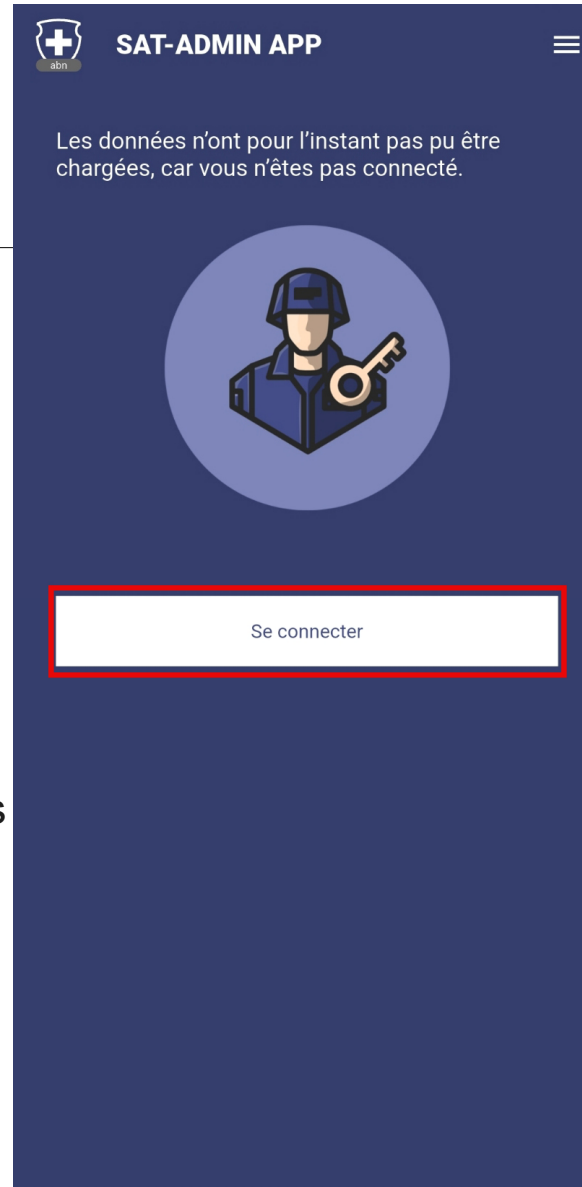 SAT-ADMIN APP
abn
Les données n’ont pour l’instant pas pu être
chargées, car vous n’êtes pas connecté.
Se connecter
s